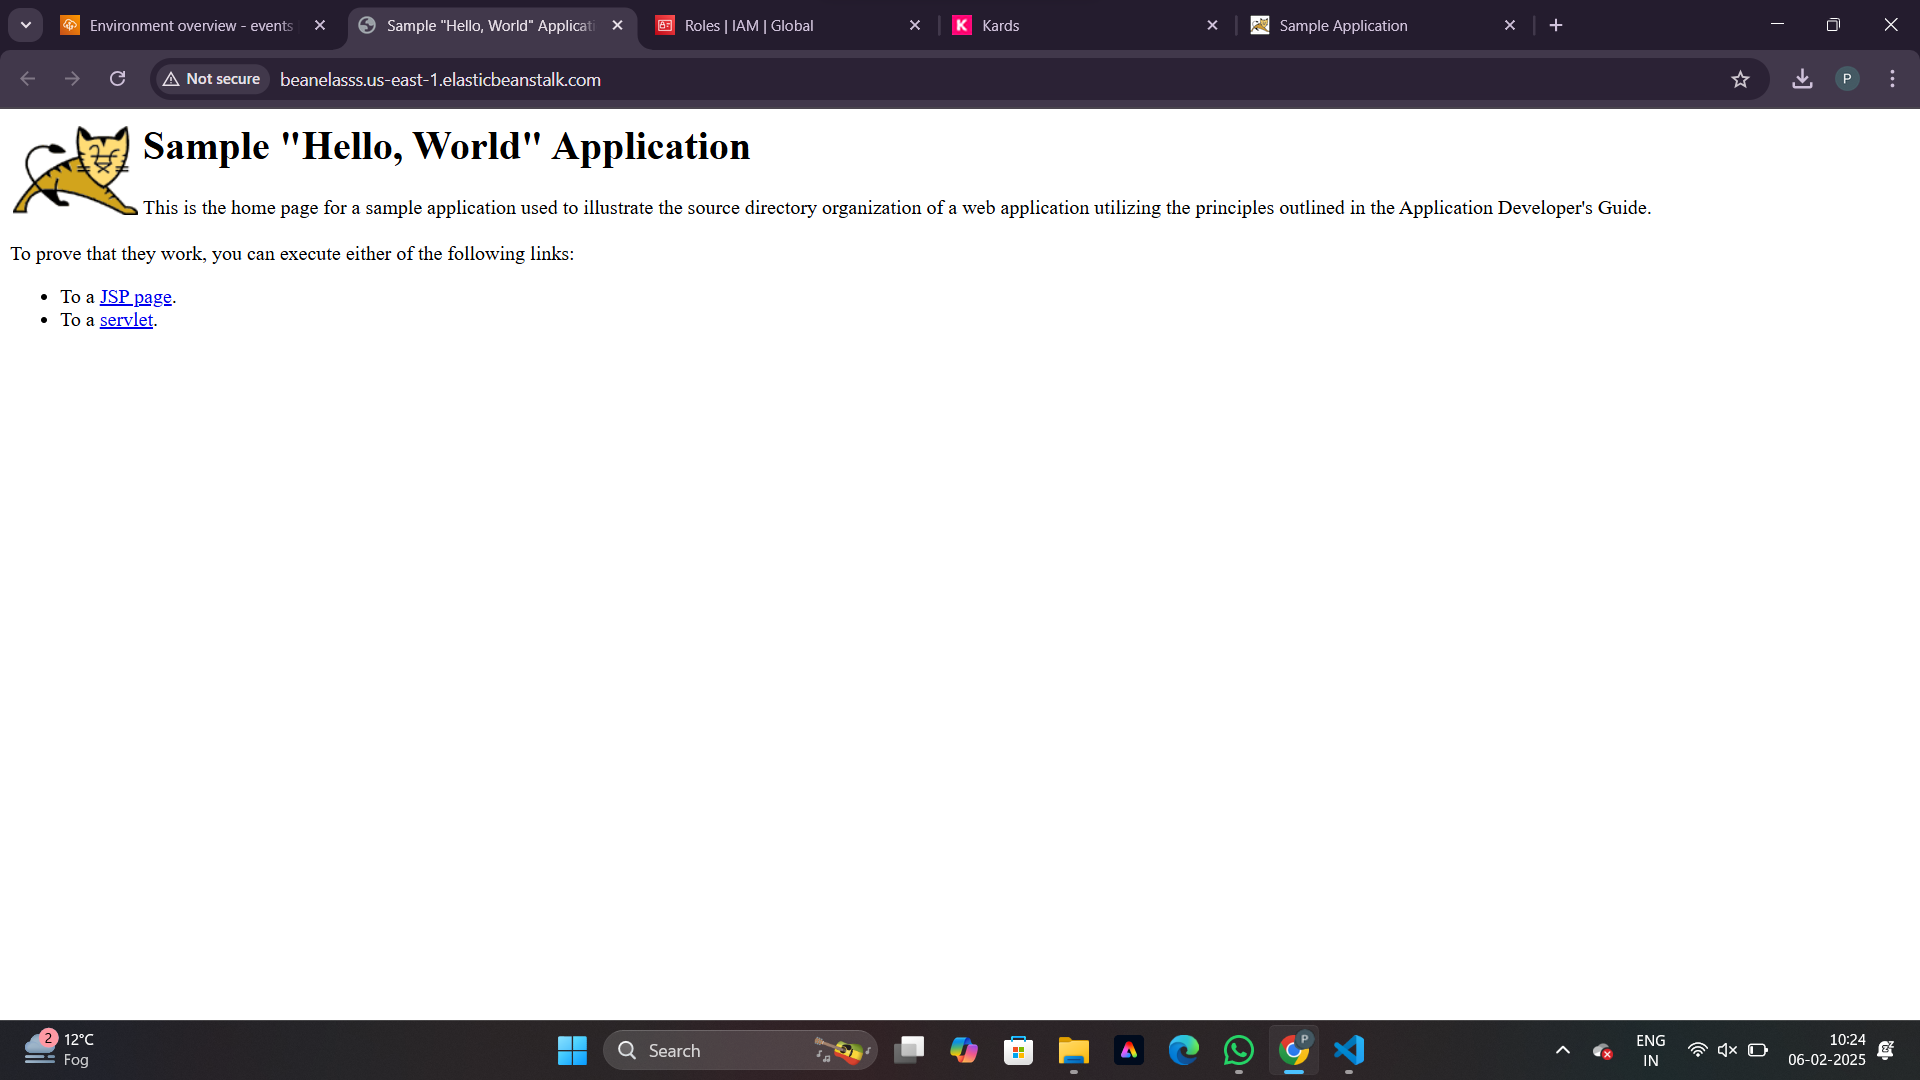 Environment overview - events
Sample "Hello, World" Applicati
Roles | IAM | Global
K
Kards
Sample Application
Not secure
beanelasss.us-east-1.elasticbeanstalk.com
P
Sample "Hello, World" Application
This is the home page for a sample application used to illustrate the source directory organization of a web application utilizing the principles outlined in the Application Developer's Guide.
To prove that they work, you can execute either of the following links:
• To a JSP page.
• To a servlet.
2
12°C
Fog
Search
P
ENG
IN
10:24
06-02-2025